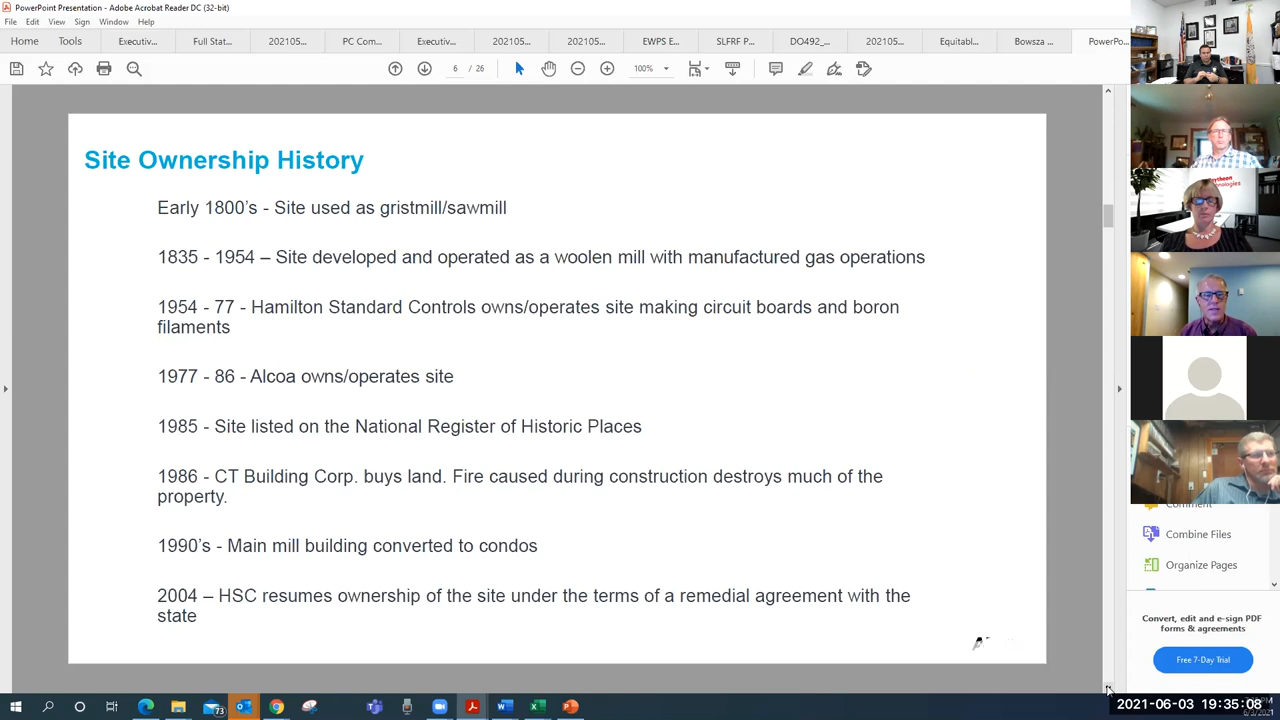 PowerPoint Presentation - Adobe Acrobat Reader DC (32-bit)
File Edit View Sign Window Help
Home Tools Executiv... Full Stat... 202105... PC Com... Executiv... 202105... 202105... EWPS E... SLFRF P... DO492_... 202105... Equitabl... Bowsza ... PowerPo...
6 / 26 100%
Site Ownership History
Early 1800's - Site used as gristmill/sawmill
1835 - 1954 – Site developed and operated as a woolen mill with manufactured gas operations
1954 - 77 - Hamilton Standard Controls owns/operates site making circuit boards and boron
filaments
1977 - 86 - Alcoa owns/operates site
1985 - Site listed on the National Register of Historic Places
1986 - CT Building Corp. buys land. Fire caused during construction destroys much of the
property.
1990's - Main mill building converted to condos
2004 – HSC resumes ownership of the site under the terms of a remedial agreement with the
state
Comment
Combine Files
Organize Pages
Convert, edit and e-sign PDF
forms & agreements
Free 7-Day Trial
73
2021-06-03 19:35:08